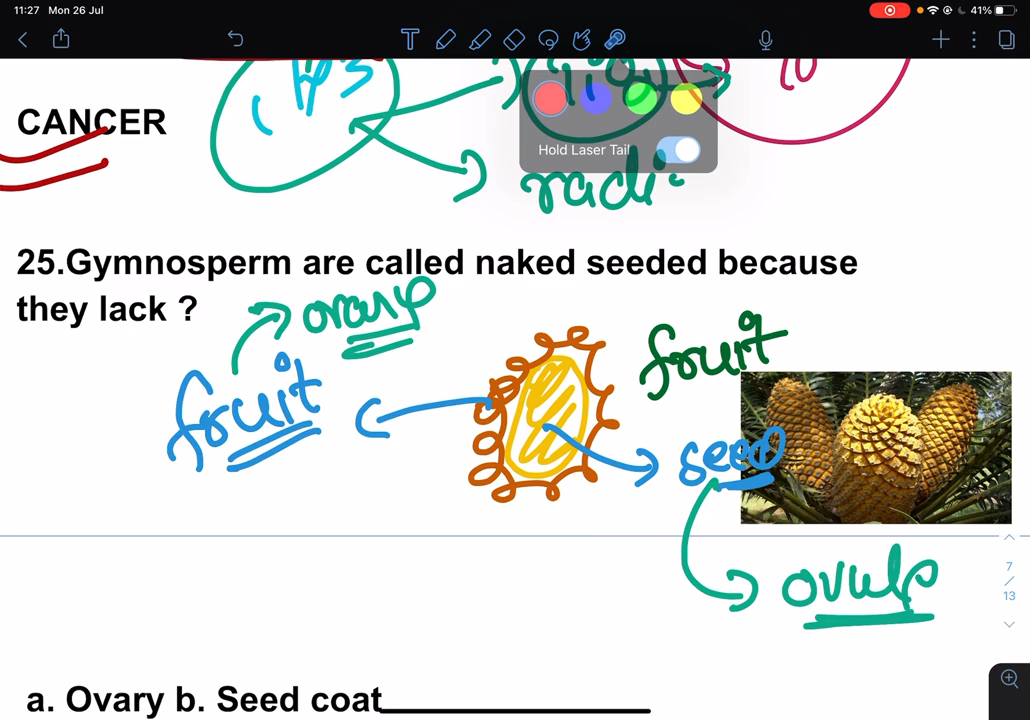 11:27 Mon 26 Jul
41%
T
Hold Laser Tail
CANCER
radi
25.Gymnosperm are called naked seeded because
they lack ?
ovary
fruit
fruit
seed
7
/
13
ovule
a. Ovary b. Seed coat